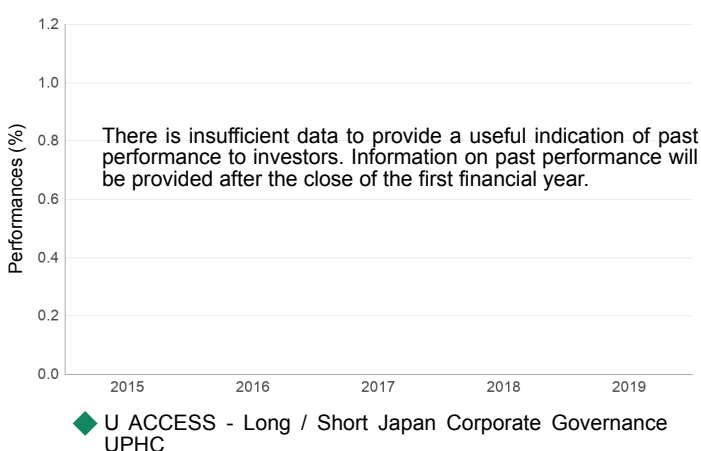 1.2
1.0
0.8
0.6
0.4
0.2
0.0
Performances (%)
There is insufficient data to provide a useful indication of past
performance to investors. Information on past performance will
be provided after the close of the first financial year.
2015 2016 2017 2018 2019
U ACCESS - Long / Short Japan Corporate Governance
UPHC